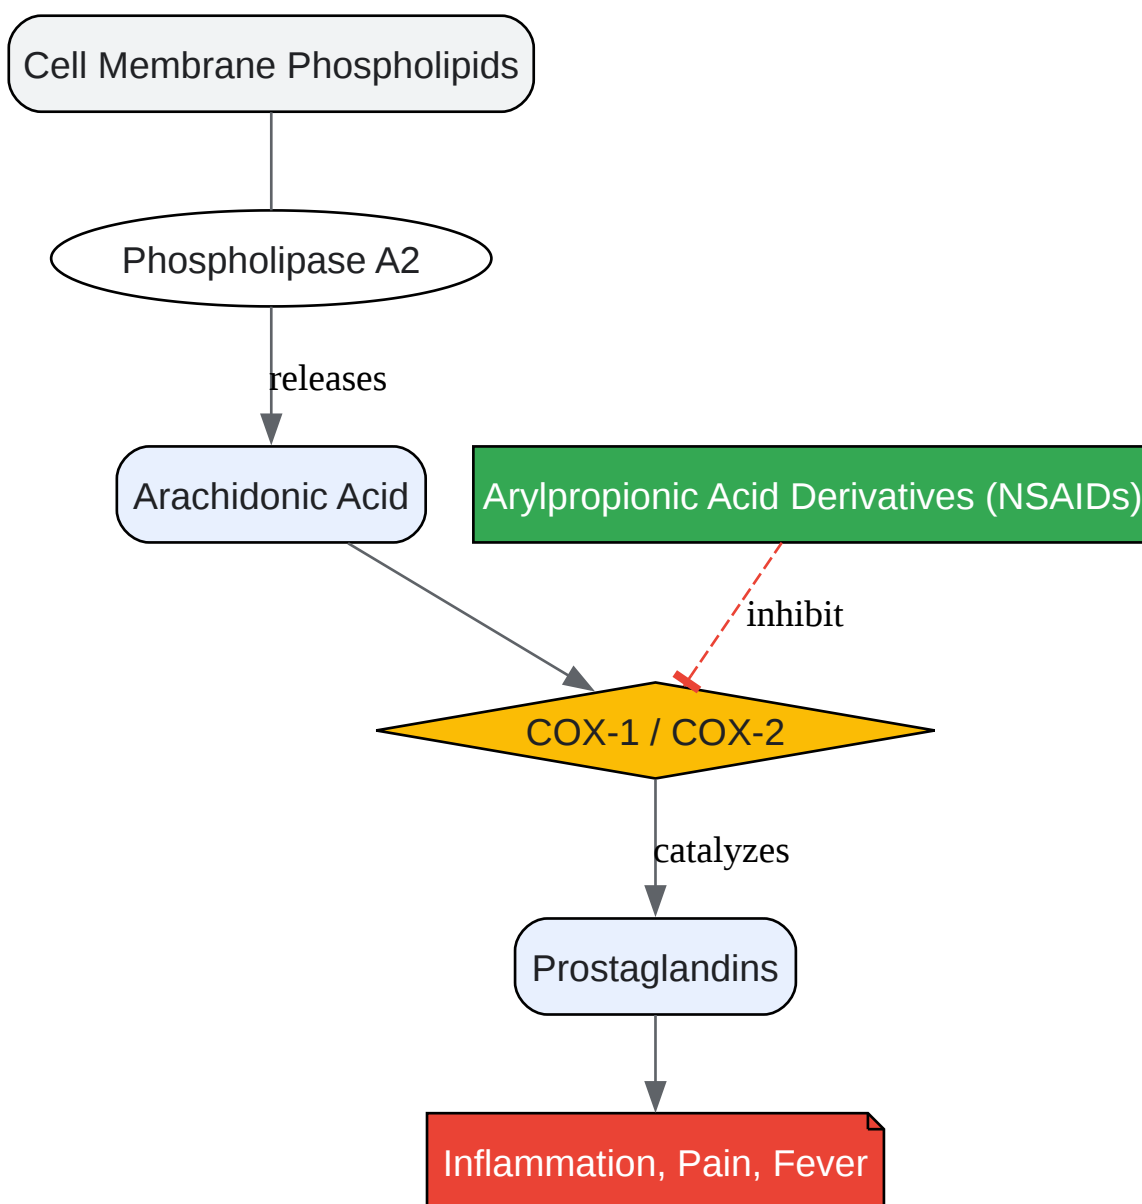 Cell Membrane Phospholipids
Phospholipase A2
releases
Arachidonic Acid
Arylpropionic Acid Derivatives (NSAIDs)
inhibit
COX-1 / COX-2
catalyzes
Prostaglandins
Inflammation, Pain, Fever